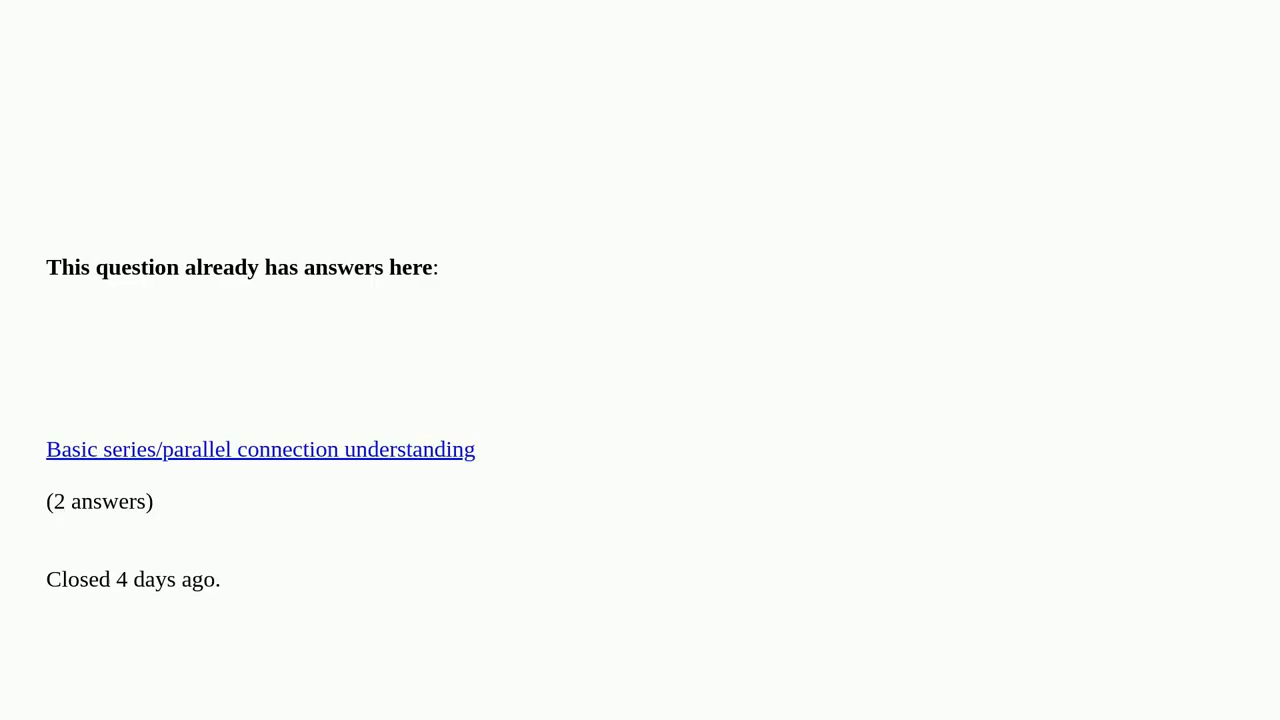 This question already has answers here:
Basic series/parallel connection understanding
(2 answers)
Closed 4 days ago.